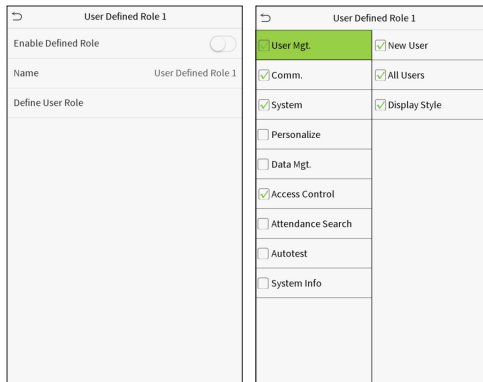 User Defined Role 1
Enable Defined Role
Name User Defined Role 1
Define User Role
User Defined Role 1
User Mgt.
Comm.
System
Personalize
Data Mgt.
Access Control
Attendance Search
Autotest
System Info
New User
All Users
Display Style